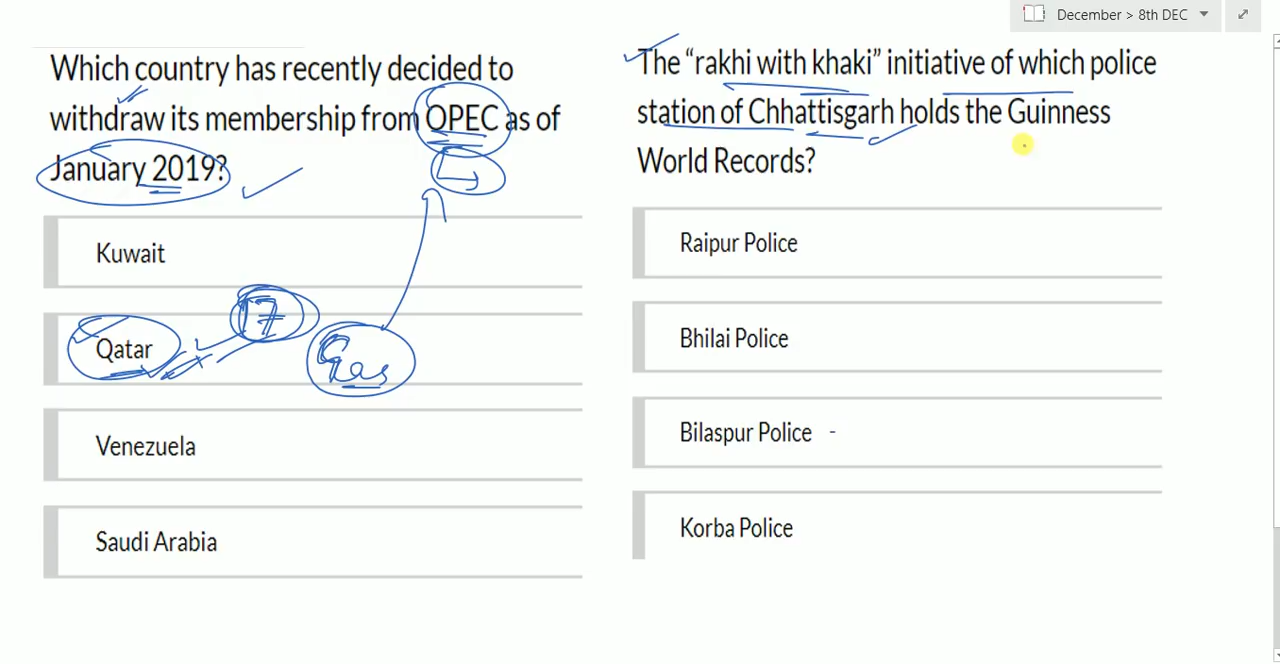 December > 8th DEC
Which country has recently decided to
withdraw its membership from OPEC as of
January 2019?
Kuwait
Qatar
17
Gas
Venezuela
Saudi Arabia
The “rakhi with khaki” initiative of which police
station of Chhattisgarh holds the Guinness
World Records?
Raipur Police
Bhilai Police
Bilaspur Police -
Korba Police